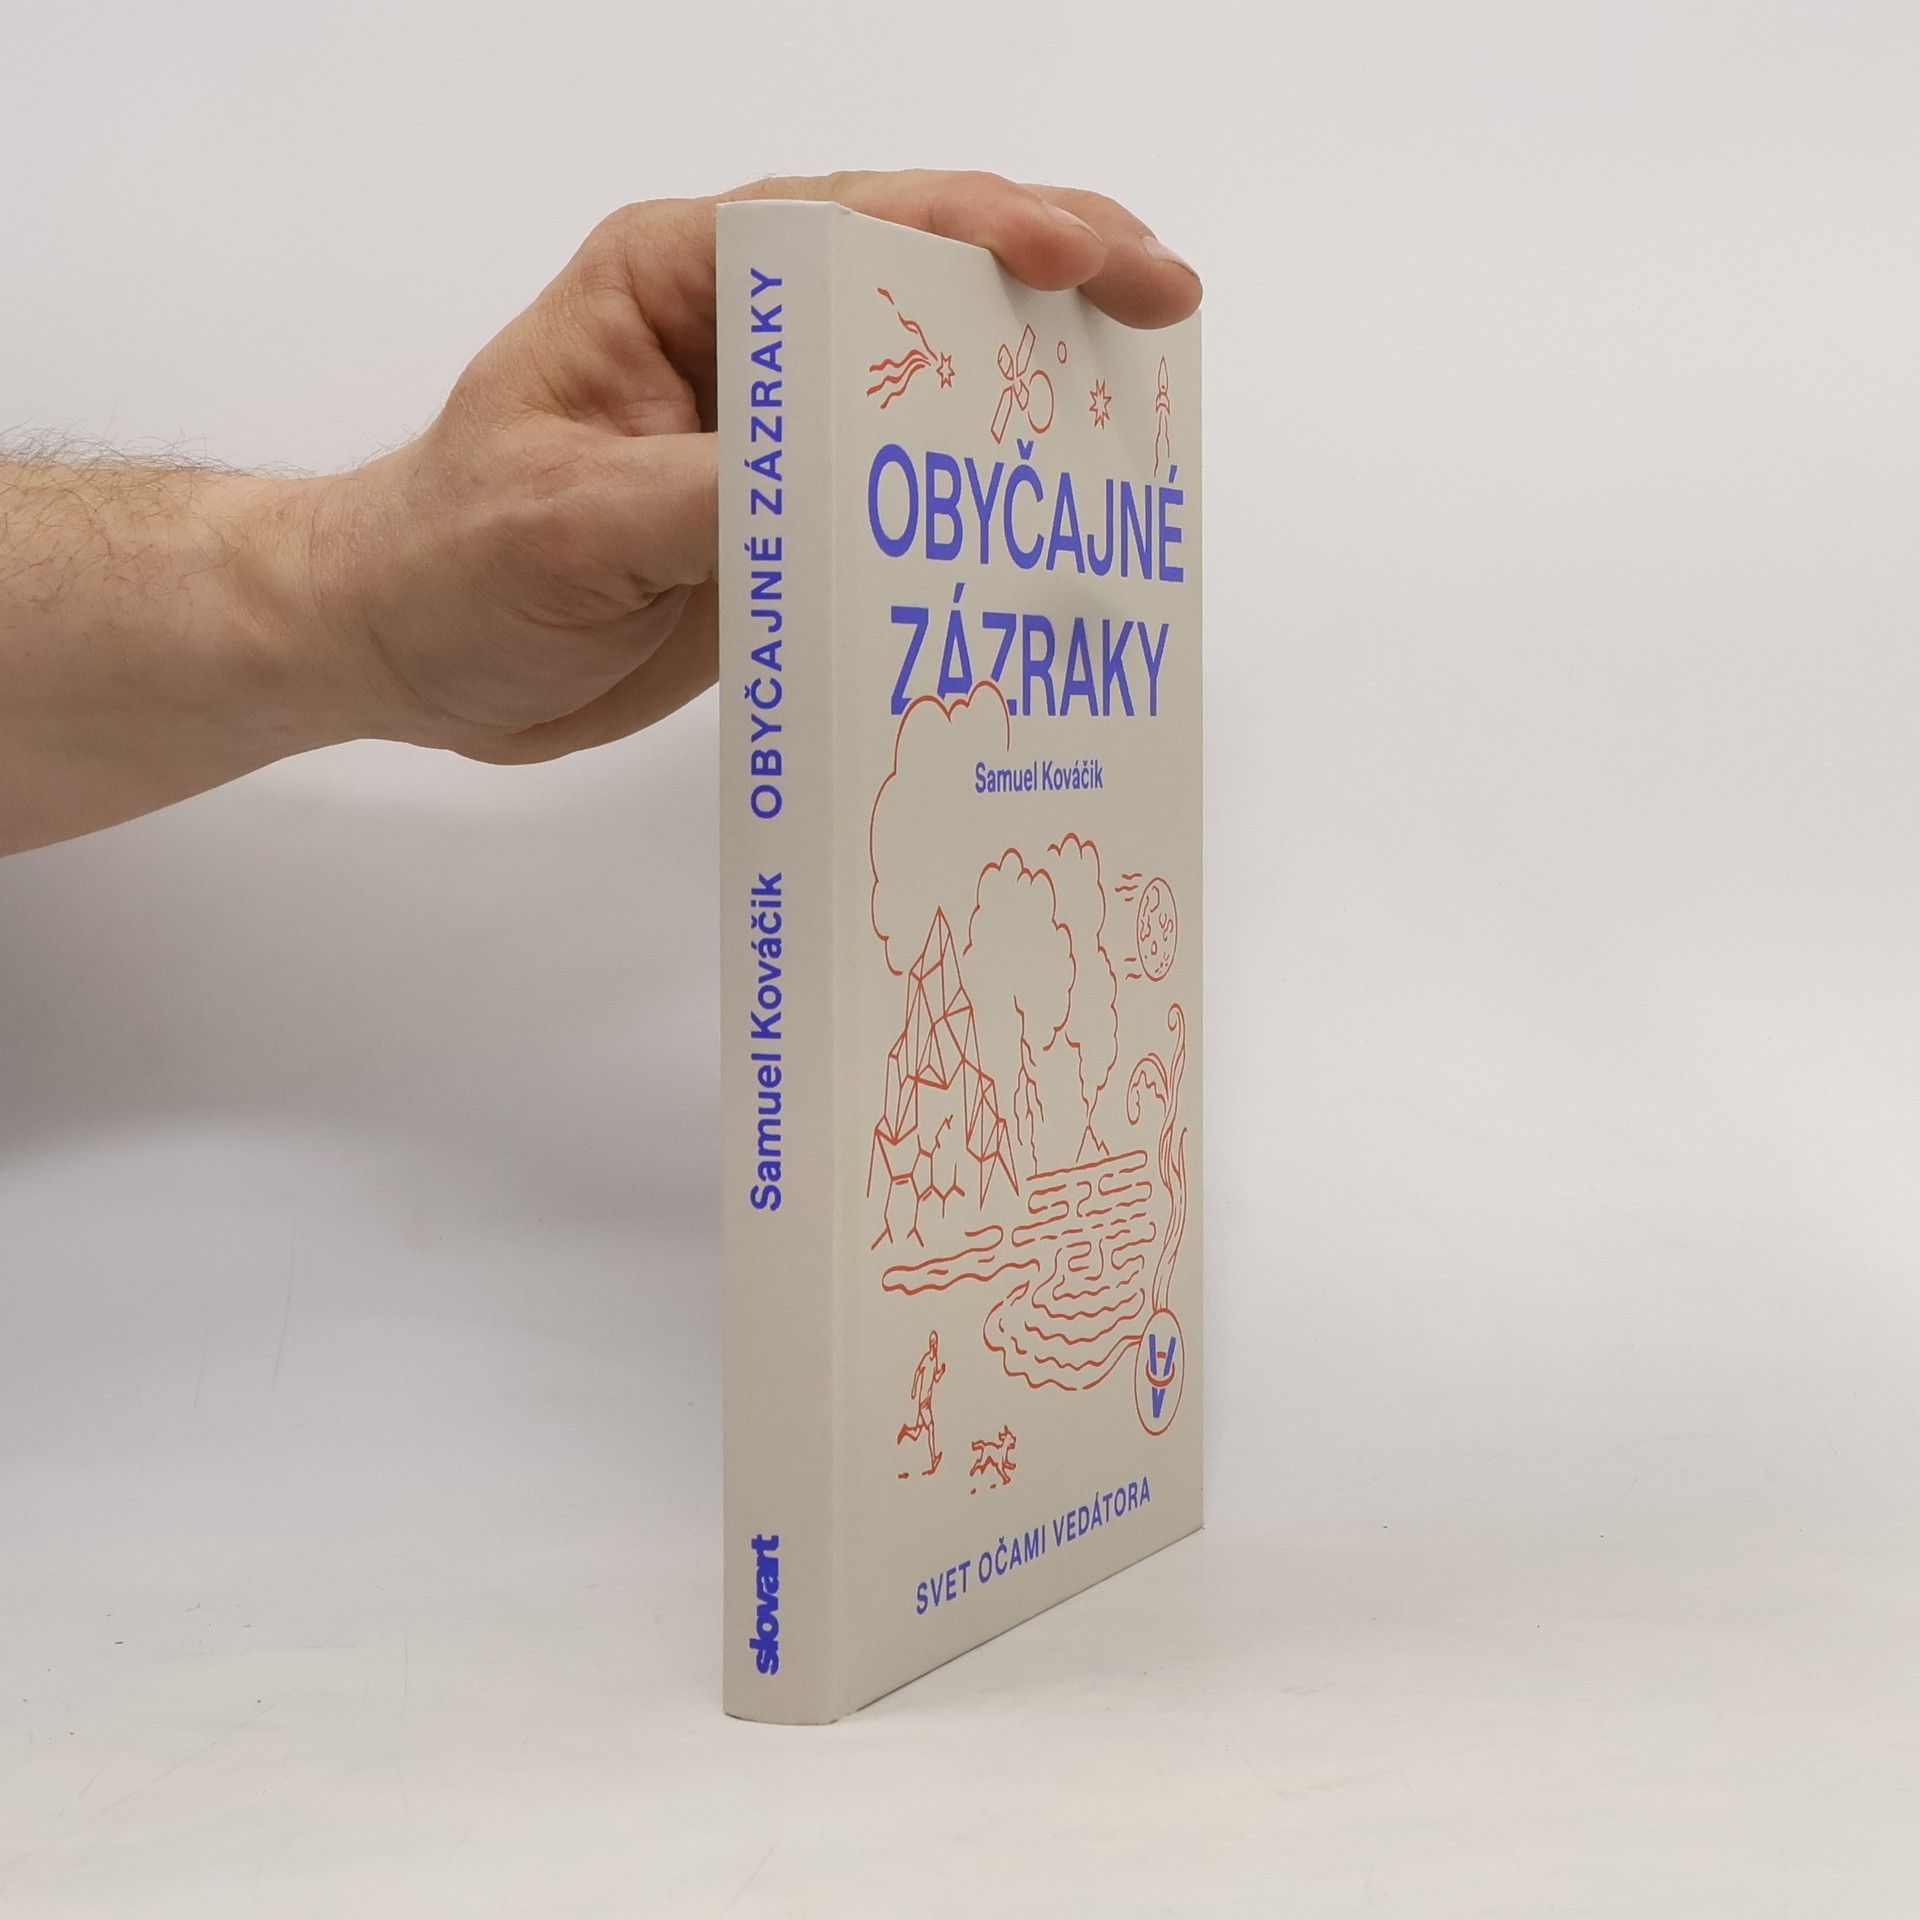 Samuel Kováčik OBYČAJNÉ ZÁZRAKY
slovart
OBYČAJNÉ
ZÁZRAKY
Samuel Kováčik
SVET OČAMI VEDÁTORA